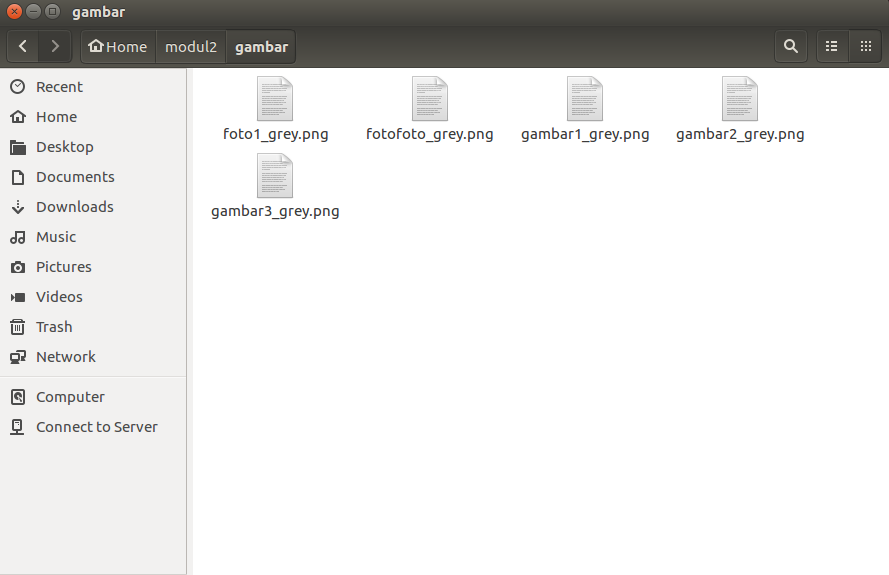 gambar
Home modul2 gambar
Recent
Home
Desktop
Documents
Downloads
Music
Pictures
Videos
Trash
Network
Computer
Connect to Server
foto1_grey.png fotofoto_grey.png gambar1_grey.png gambar2_grey.png
gambar3_grey.png